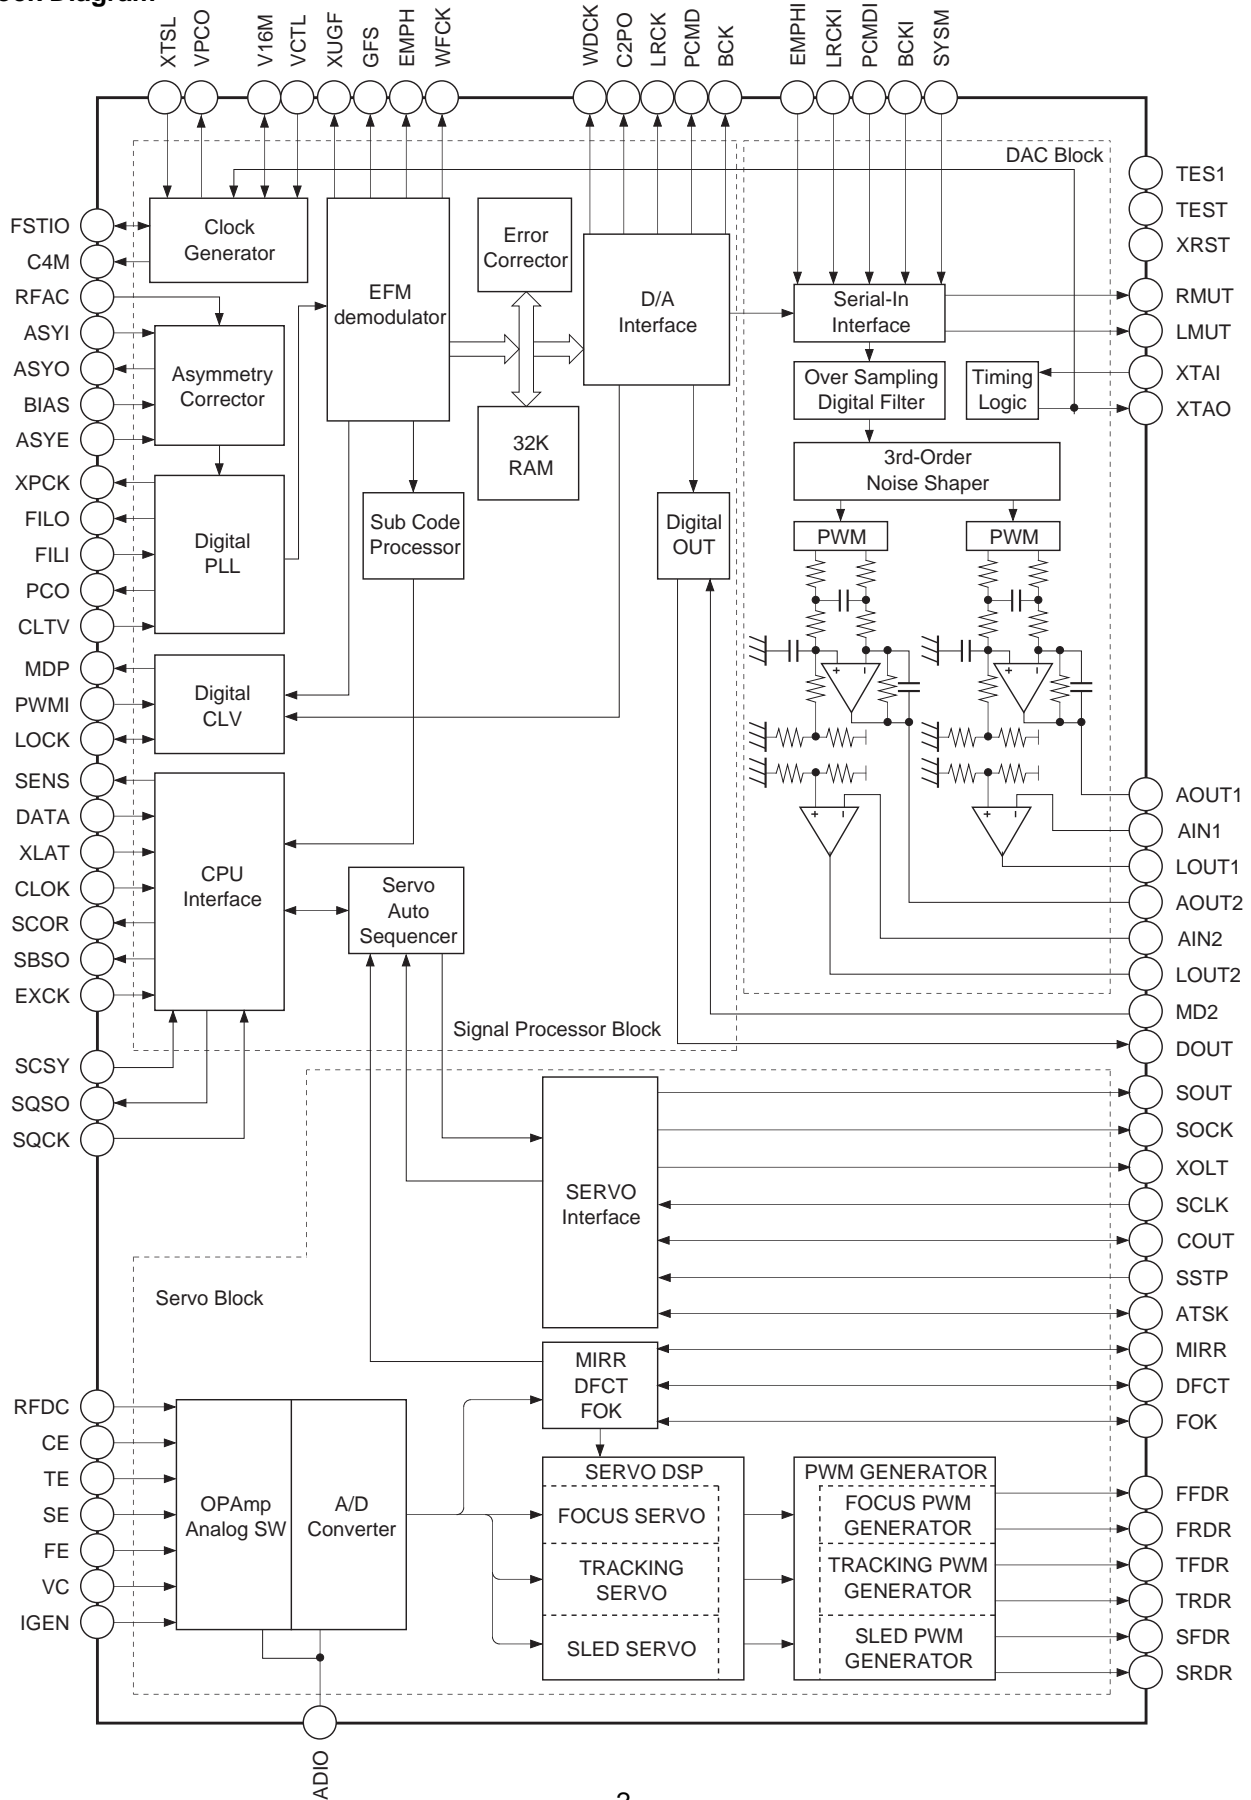 XTSL
VPCO
V16M
VCTL
XUGF
GFS
EMPH
WFCK
WDCK
C2PO
LRCK
PCMD
BCK
EMPHI
LRCKI
PCMDI
BCKI
SYSM
DAC Block
FSTIO
C4M
RFAC
ASYI
ASYO
BIAS
ASYE
XPCK
FILO
FILI
PCO
CLTV
MDP
PWMI
LOCK
SENS
DATA
XLAT
CLOK
SCOR
SBSO
EXCK
SCSY
SQSO
SQCK
Clock
Generator
Asymmetry
Corrector
Digital
PLL
Digital
CLV
CPU
Interface
EFM
demodulator
Sub Code
Processor
Servo
Auto
Sequencer
Error
Corrector
32K
RAM
D/A
Interface
Digital
OUT
Signal Processor Block
Serial-In
Interface
Over Sampling
Digital Filter
Timing
Logic
3rd-Order
Noise Shaper
PWM
PWM
+
−
+
−
+
−
+
−
TES1
TEST
XRST
RMUT
LMUT
XTAI
XTAO
AOUT1
AIN1
LOUT1
AOUT2
AIN2
LOUT2
MD2
DOUT
SOUT
SOCK
XOLT
SCLK
COUT
SSTP
ATSK
MIRR
DFCT
FOK
FFDR
FRDR
TFDR
TRDR
SFDR
SRDR
Servo Block
SERVO
Interface
MIRR
DFCT
FOK
RFDC
CE
TE
SE
FE
VC
IGEN
OPAmp
Analog SW
A/D
Converter
SERVO DSP
FOCUS SERVO
TRACKING
SERVO
SLED SERVO
PWM GENERATOR
FOCUS PWM
GENERATOR
TRACKING PWM
GENERATOR
SLED PWM
GENERATOR
ADIO